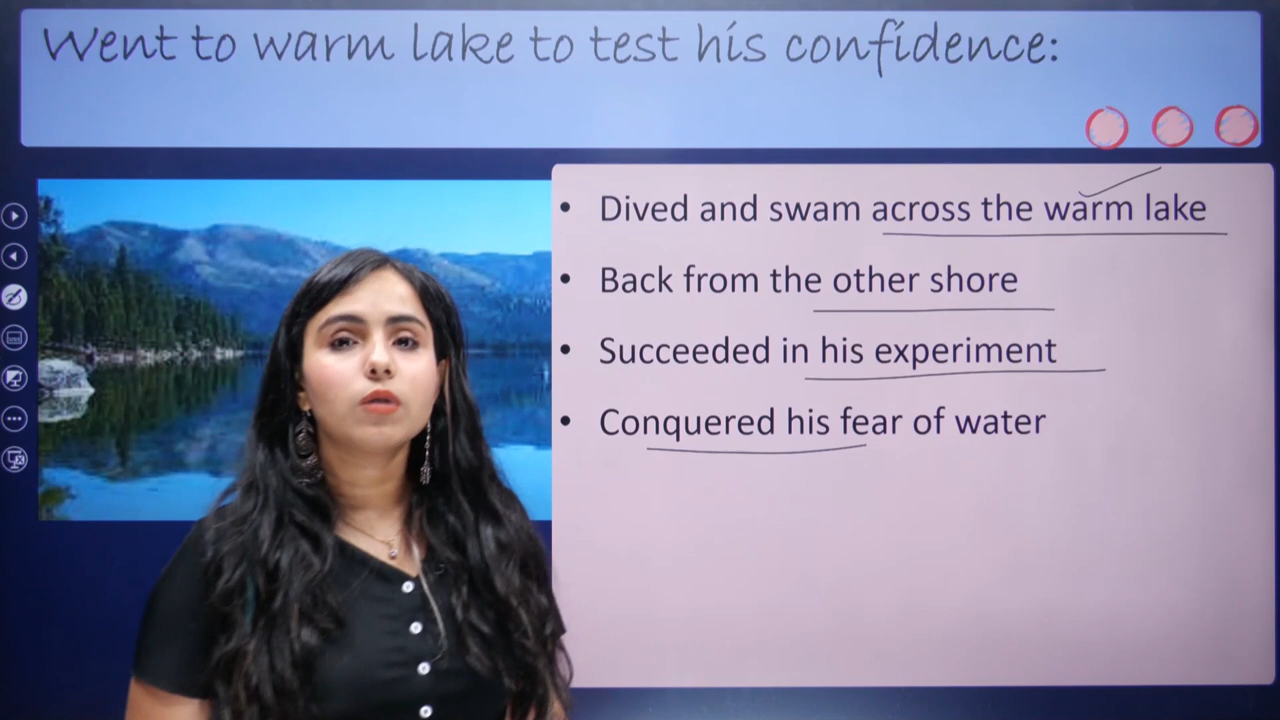 Went to warm lake to test his confidence:
• Dived and swam across the warm lake
• Back from the other shore
• Succeeded in his experiment
• Conquered his fear of water